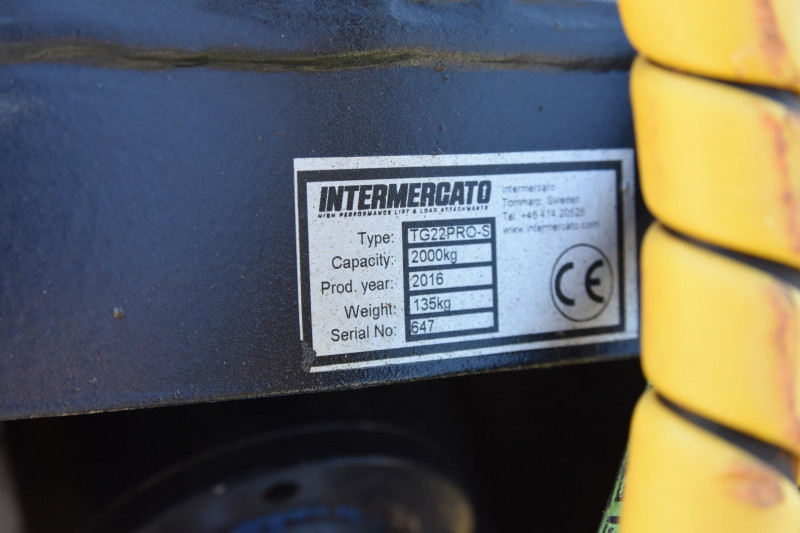 INTERMERCATO
HIGH PERFORMANCE LIFT & LOAD ATTACHMENTS
Intermercato
Tommarp, Sweden
Tel. +46 414 20525
www.intermercato.com
Type: TG22PRO-S
Capacity: 2000kg
Prod. year: 2016
Weight: 135kg
Serial No: 647
CE